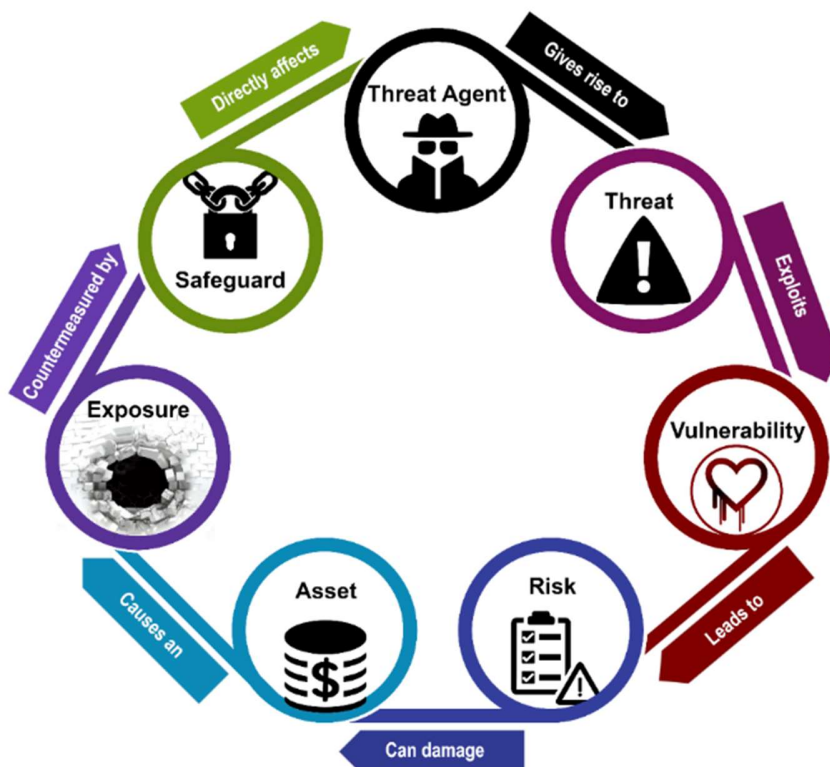 Threat Agent
Gives rise to
Threat
Exploits
Vulnerability
Leads to
Risk
Can damage
Asset
$
Causes an
Exposure
Countermeasured by
Safeguard
Directly affects